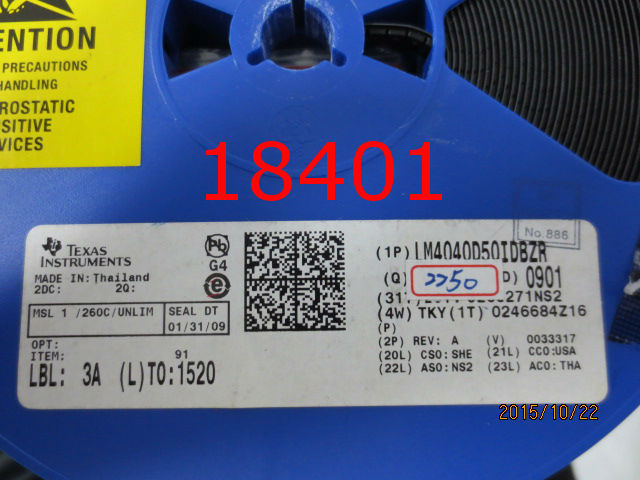 ENTION
PRECAUTIONS
HANDLING
ROSTATIC
SITIVE
VICES
18401
No.886
TEXAS
INSTRUMENTS
Pb
G4
e
MADE IN: Thailand
2DC: 2Q:
MSL 1 /260C/UNLIM SEAL DT
01/31/09
OPT:
ITEM: 91
LBL: 3A (L)TO:1520
(1P) LM4040D50IDBZR
(Q) 2250 D) 0901
271NS2
(4W) TKY(1T) 0246684Z16
(P)
(2P) REV: A (V) 0033317
(20L) CSO:SHE (21L) CCO:USA
(22L) ASO:NS2 (23L) ACO:THA
2015/10/22